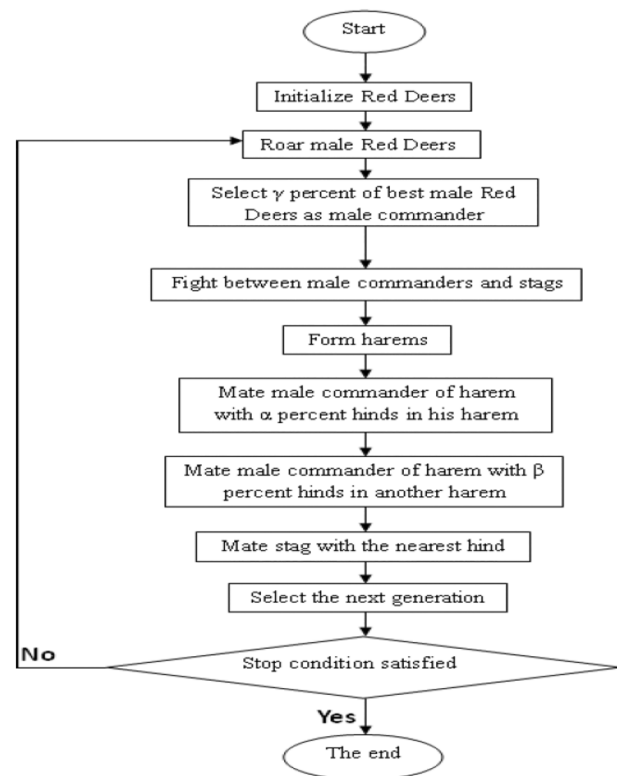 Start
Initialize Red Deers
Roar male Red Deers
Select γ percent of best male Red
Deers as male commander
Fight between male commanders and stags
Form harems
Mate male commander of harem
with α percent hinds in his harem
Mate male commander of harem with β
percent hinds in another harem
Mate stag with the nearest hind
Select the next generation
Stop condition satisfied
No
Yes
The end